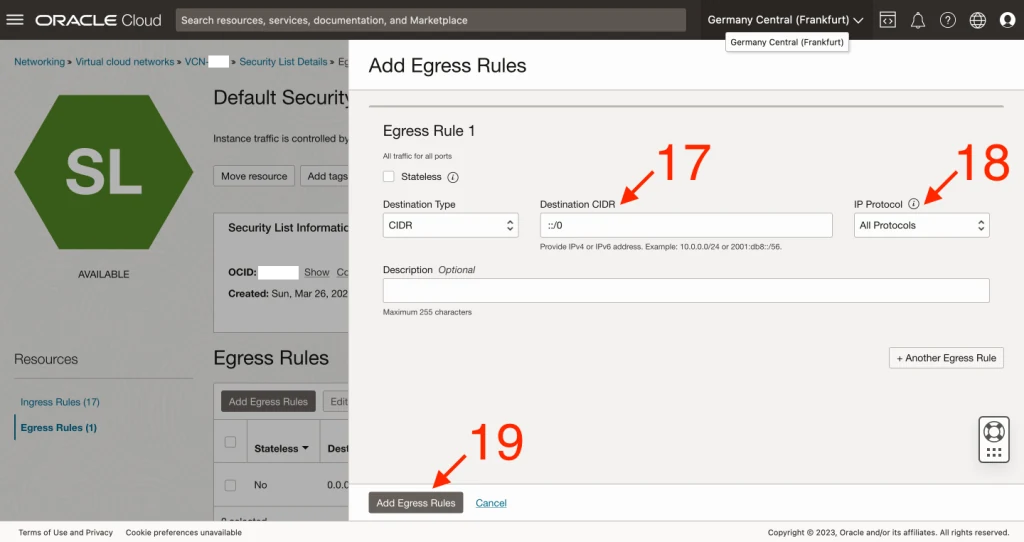 ORACLE Cloud
Search resources, services, documentation, and Marketplace
Germany Central (Frankfurt)
Germany Central (Frankfurt)
Networking » Virtual cloud networks » VCN- » Security List Details » Eg
SL
AVAILABLE
Default Security
Instance traffic is controlled by
Move resource
Add tags
Security List Informatio
OCID: Show Co
Created: Sun, Mar 26, 202
Resources
Ingress Rules (17)
Egress Rules (1)
Egress Rules
Add Egress Rules
Edit
Stateless
Dest
No
0.0.0
Add Egress Rules
Egress Rule 1
All traffic for all ports
Stateless
17
18
Destination Type
Destination CIDR
IP Protocol
CIDR
::/0
All Protocols
Provide IPv4 or IPv6 address. Example: 10.0.0.0/24 or 2001:db8::/56.
Description Optional
Maximum 255 characters
+ Another Egress Rule
19
Add Egress Rules
Cancel
Terms of Use and Privacy
Cookie preferences unavailable
Copyright © 2023, Oracle and/or its affiliates. All rights reserved.